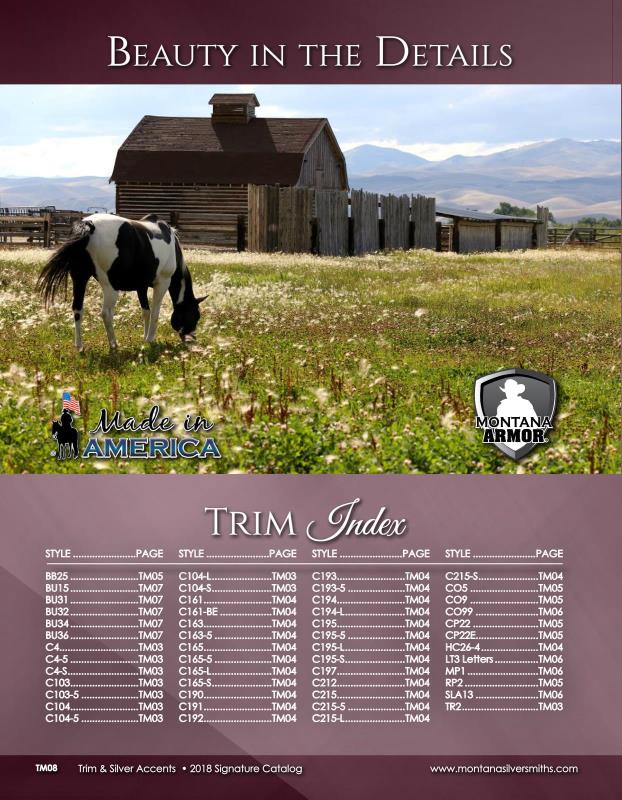 Beauty in the Details
Made in
AMERICA
MONTANA
ARMOR®
Trim Index
STYLE .......................PAGE
BB25 ........................TM05
BU15 ........................TM07
BU31 ........................TM07
BU32 ........................TM07
BU34 ........................TM07
BU36 ........................TM07
C4............................TM03
C4-5 .........................TM03
C4-S..........................TM03
C103.........................TM03
C103-5 ......................TM03
C104.........................TM03
C104-5 ......................TM03
STYLE .......................PAGE
C104-L.......................TM03
C104-S.......................TM03
C161.........................TM04
C161-BE ....................TM04
C163.........................TM04
C163-5 ......................TM04
C165.........................TM04
C165-5 ......................TM04
C165-L.......................TM04
C165-S.......................TM04
C190.........................TM04
C191.........................TM04
C192.........................TM04
STYLE .......................PAGE
C193.........................TM04
C193-5 ......................TM04
C194.........................TM04
C194-L.......................TM04
C195.........................TM04
C195-5 ......................TM04
C195-L.......................TM04
C195-S.......................TM04
C197.........................TM04
C212.........................TM04
C215.........................TM04
C215-5 ......................TM04
C215-L.......................TM04
STYLE .......................PAGE
C215-S.......................TM04
CO5 .........................TM05
CO9 .........................TM05
CO99 ........................TM06
CP22 ........................TM05
CP22E.......................TM05
HC26-4......................TM04
LT3 Letters..................TM06
MP1 .........................TM06
RP2 ..........................TM05
SLA13 .......................TM06
TR2...........................TM03
TM08 Trim & Silver Accents • 2018 Signature Catalog www.montanasilversmiths.com